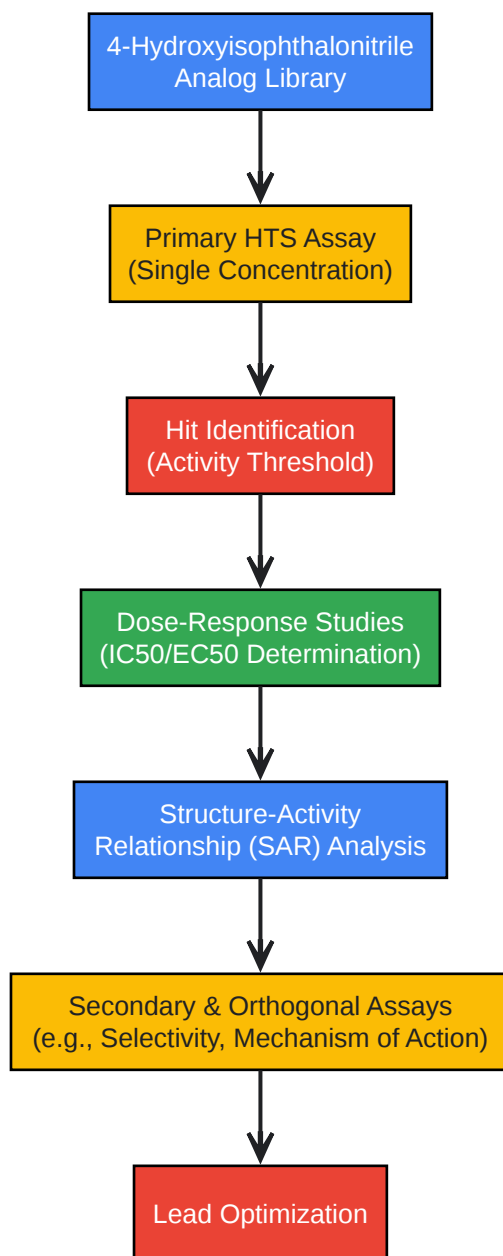 4-Hydroxyisophthalonitrile
Analog Library
Primary HTS Assay
(Single Concentration)
Hit Identification
(Activity Threshold)
Dose-Response Studies
(IC50/EC50 Determination)
Structure-Activity
Relationship (SAR) Analysis
Secondary & Orthogonal Assays
(e.g., Selectivity, Mechanism of Action)
Lead Optimization